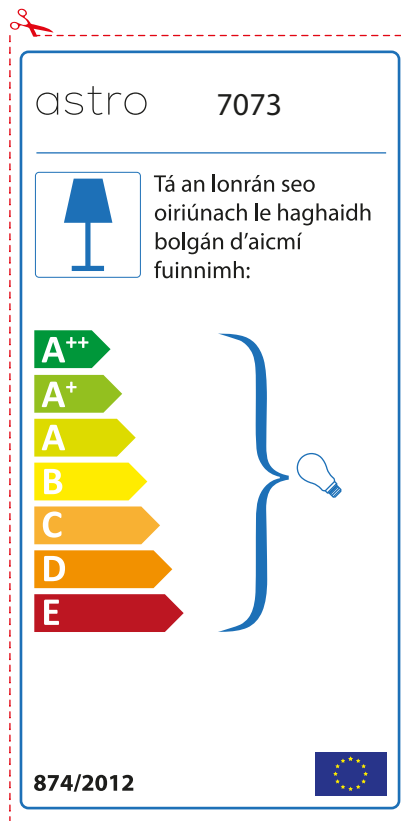 astro 7073
Tá an lonrán seo
oiriúnach le haghaidh
bolgán d'aicmí
fuinnimh:
A++
A+
A
B
C
D
E
874/2012